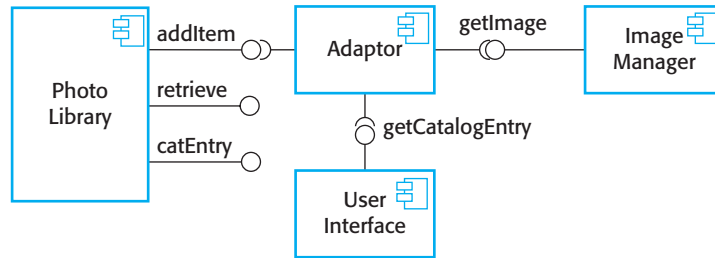 addItem
Adaptor
getImage
Image
Manager
Photo
Library
retrieve
catEntry
getCatalogEntry
User
Interface